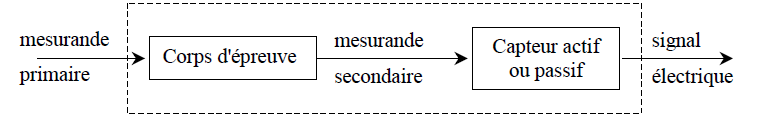 mesurande
primaire
Corps d'épreuve
mesurande
secondaire
Capteur actif
ou passif
signal
électrique